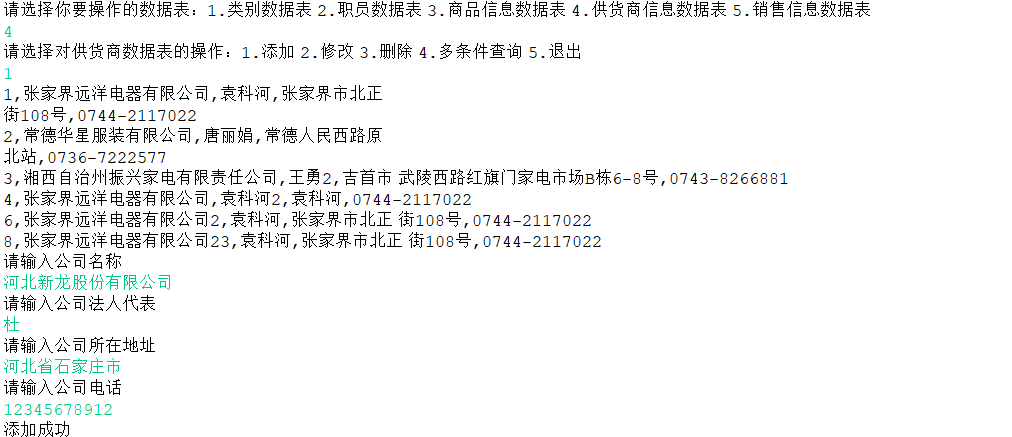 请选择你要操作的数据表：1.类别数据表 2.职员数据表 3.商品信息数据表 4.供货商信息数据表 5.销售信息数据表
4
请选择对供货商数据表的操作：1.添加 2.修改 3.删除 4.多条件查询 5.退出
1
1,张家界远洋电器有限公司,袁科河,张家界市北正
街108号,0744-2117022
2,常德华星服装有限公司,唐丽娟,常德人民西路原
北站,0736-7222577
3,湘西自治州振兴家电有限责任公司,王勇2,吉首市 武陵西路红旗门家电市场B栋6-8号,0743-8266881
4,张家界远洋电器有限公司,袁科河2,袁科河,0744-2117022
6,张家界远洋电器有限公司2,袁科河,张家界市北正 街108号,0744-2117022
8,张家界远洋电器有限公司23,袁科河,张家界市北正 街108号,0744-2117022
请输入公司名称
河北新龙股份有限公司
请输入公司法人代表
杜
请输入公司所在地址
河北省石家庄市
请输入公司电话
12345678912
添加成功